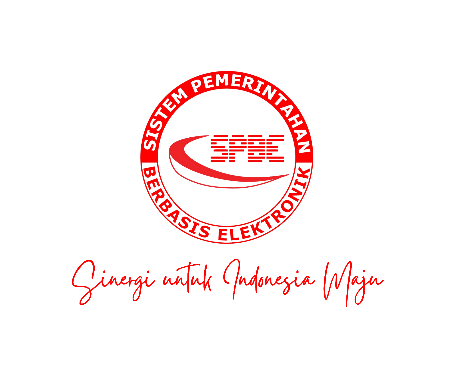 SISTEM PEMERINTAHAN
SPBE
BERBASIS ELEKTRONIK
Sinergi untuk Indonesia Maju